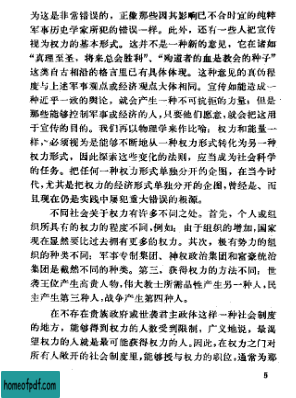 为这是非常错误的，正像那些因其影响已不合时宜的纯粹
军事历史学家所犯的错误一样。此外，还有一些人把宣传
视为权力的基本形式。这并不是一种新的意见，它在诸如
“真理至圣，将来总会胜利”、“殉道者的血是教会的种子”
这类自古相沿的格言里已有具体体现。这种意见的真伪程
度与上述军事观点或经济观点大体相同。宣传如能造成一
种近乎一致的舆论，就会产生一种不可抗拒的力量；但是
那些能够控制军事或经济的人，只要他们愿意，就会把这用
于宣传的目的。我们再以物理学来作比喻：权力和能量一
样，必须视为是能够不断地从一种权力形式转化为另一种
权力形式，因此探索这些变化的法则，应当成为社会科学
的任务。把任何一种权力形式单独分开的企图，在当今时
代，尤其是把权力的经济形式单独分开的企图，曾经是、而
且现在仍是实践中屡犯重大错误的根源。
不同社会关于权力有许多不同之处。首先，个人或组
织所具有的权力的程度不同，例如：由于组织的增加，国家
现在显然要比过去拥有更多的权力。其次，极有势力的组
织的种类不同：军事专制集团、神权政治集团和富豪统治
集团是截然不同的种类。第三，获得权力的方法不同：世
袭王位产生高贵人物，伟大教士所需品性产生另一种人，民
主产生第三种人，战争产生第四种人。
在不存在贵族政府或世袭君主政体这样一种社会制度
的地方，能够得到权力的人数受到限制，广义地说，最渴
望权力的人就是最可能获得权力的人。因此，在权力之门对
所有人敞开的社会制度里，能够授与权力的职位，通常为那
5
homeofpdf.com